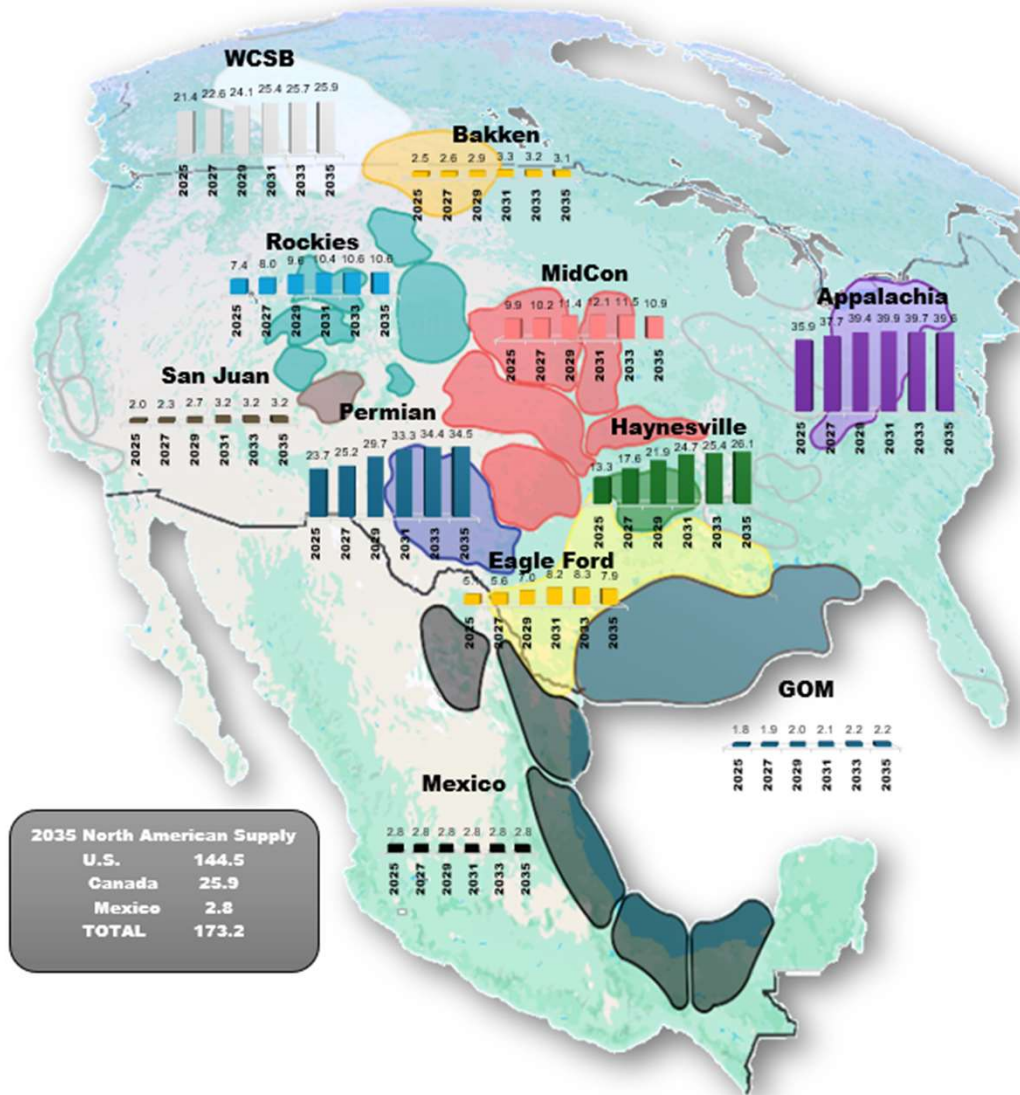 WCSB
21.4 22.6 24.1 25.4 25.7 25.9
2025 2027 2029 2031 2033 2035
Bakken
2.5 2.6 2.9 3.3 3.2 3.1
2025 2027 2029 2031 2033 2035
Rockies
7.4 8.0 9.6 10.4 10.6 10.6
2025 2027 2029 2031 2033 2035
MidCon
9.9 10.2 11.4 12.1 11.5 10.9
2025 2027 2029 2031 2033 2035
Appalachia
35.9 37.7 39.4 39.9 39.7 39.6
2025 2027 2029 2031 2033 2035
San Juan
2.0 2.3 2.7 3.2 3.2 3.2
2025 2027 2029 2031 2033 2035
Permian
23.7 25.2 29.7 33.3 34.4 34.5
2025 2027 2029 2031 2033 2035
Haynesville
13.3 17.6 21.9 24.7 25.4 26.1
2025 2027 2029 2031 2033 2035
Eagle Ford
5.6 7.0 8.2 8.3 7.9
2025 2027 2029 2031 2033 2035
GOM
1.8 1.9 2.0 2.1 2.2 2.2
2025 2027 2029 2031 2033 2035
Mexico
2.8 2.8 2.8 2.8 2.8 2.8
2025 2027 2029 2031 2033 2035
2035 North American Supply
U.S. 144.5
Canada 25.9
Mexico 2.8
TOTAL 173.2